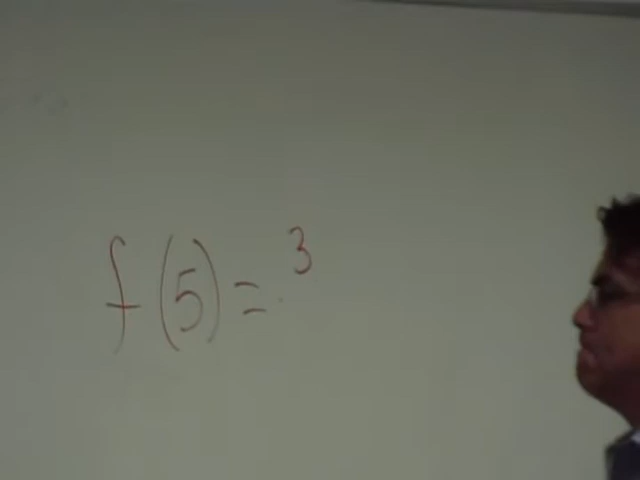 f(5) = 3